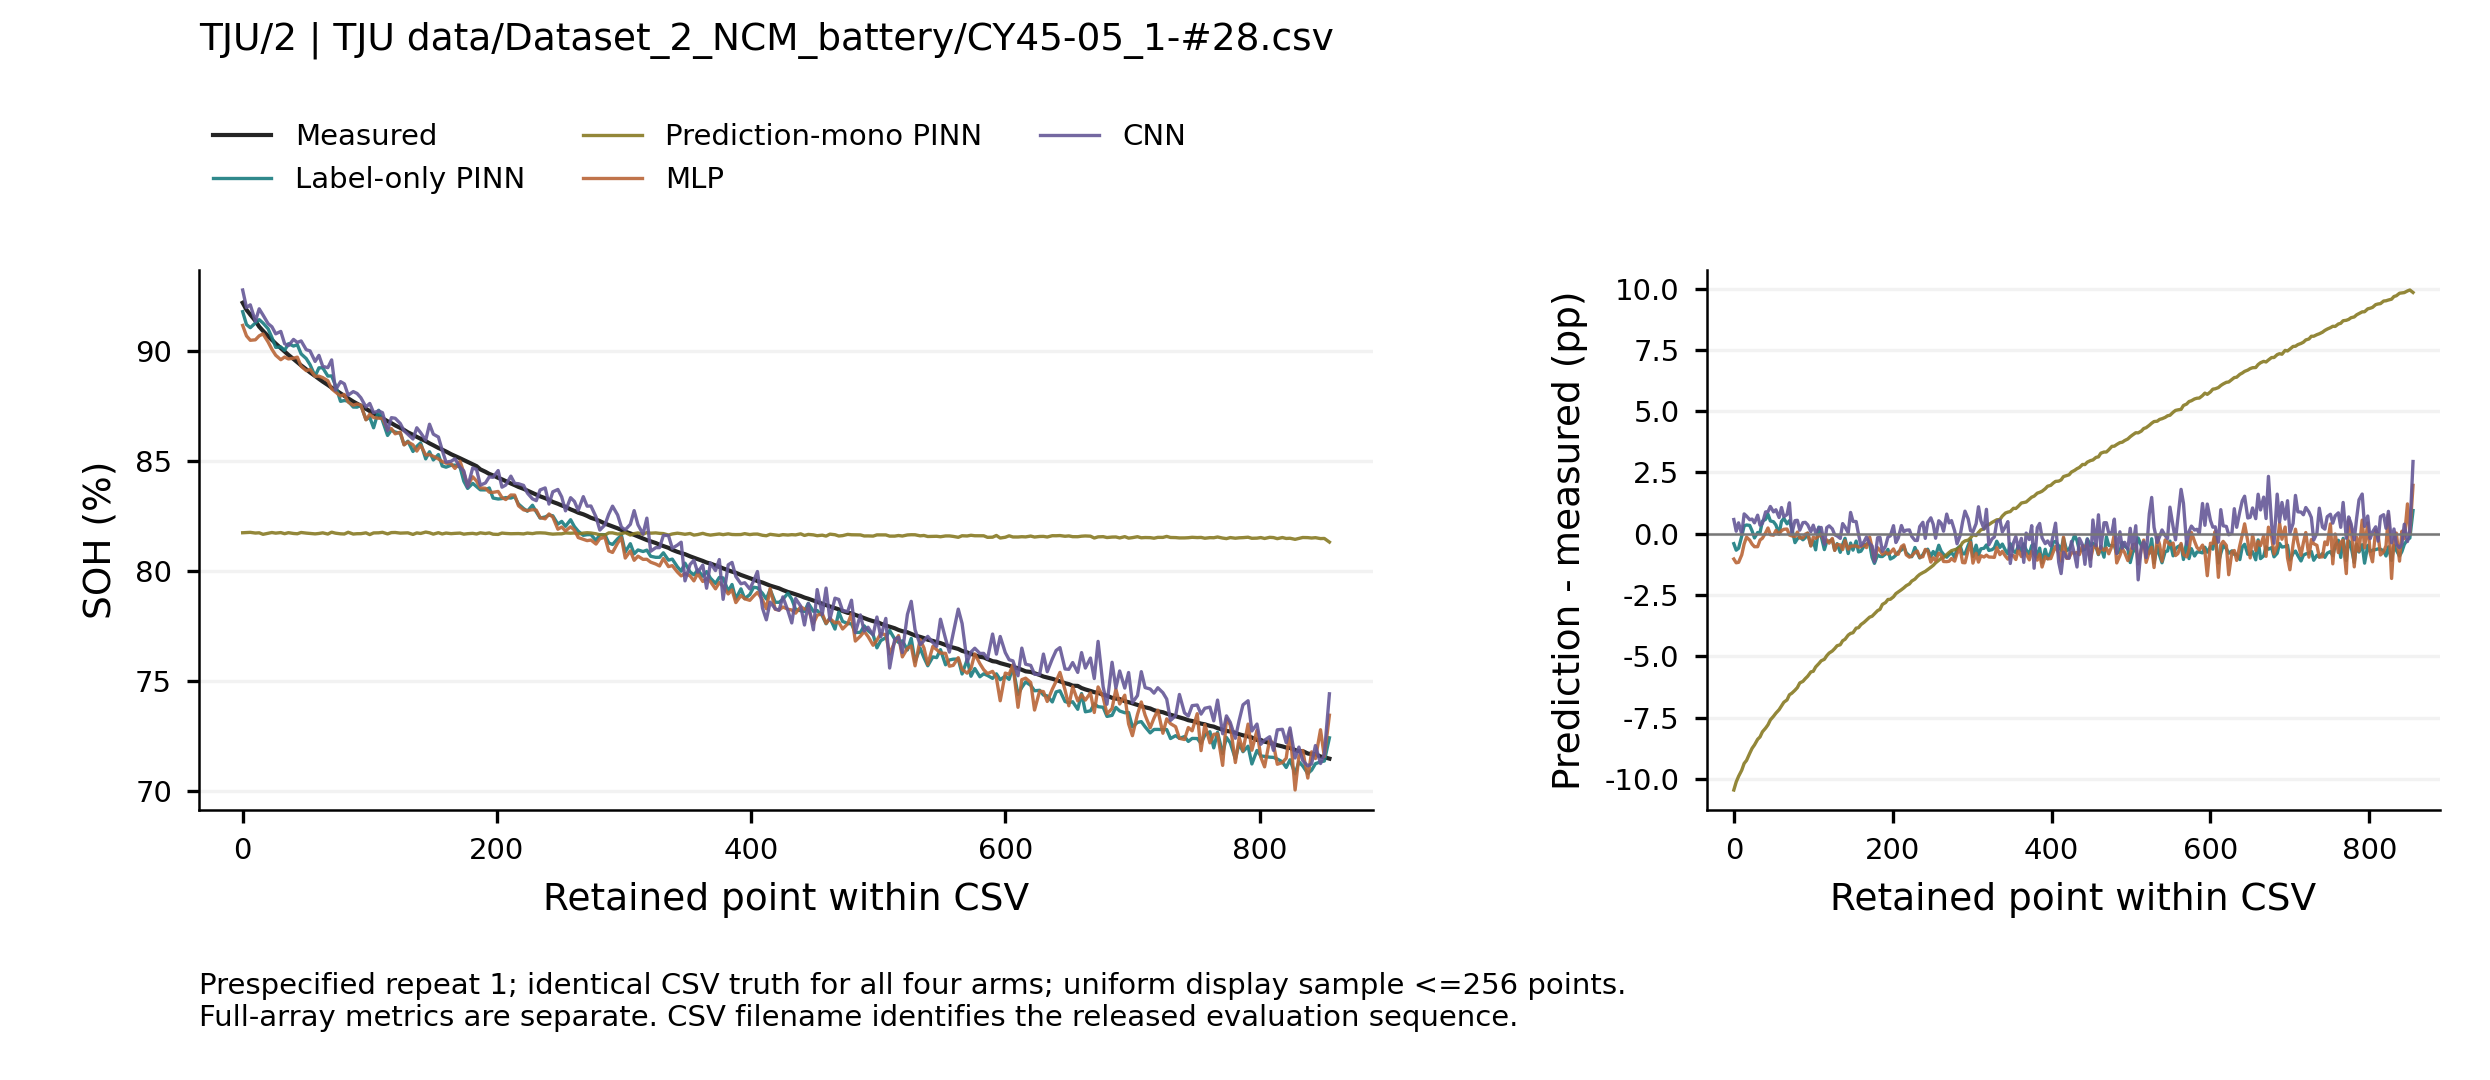 TJU/2 | TJU data/Dataset_2_NCM_battery/CY45-05_1-#28.csv
Measured
Label-only PINN
Prediction-mono PINN
MLP
CNN
SOH (%)
90
85
80
75
70
0 200 400 600 800
Retained point within CSV
Prediction - measured (pp)
10.0
7.5
5.0
2.5
0.0
-2.5
-5.0
-7.5
-10.0
0 200 400 600 800
Retained point within CSV
Prespecified repeat 1; identical CSV truth for all four arms; uniform display sample <=256 points.
Full-array metrics are separate. CSV filename identifies the released evaluation sequence.